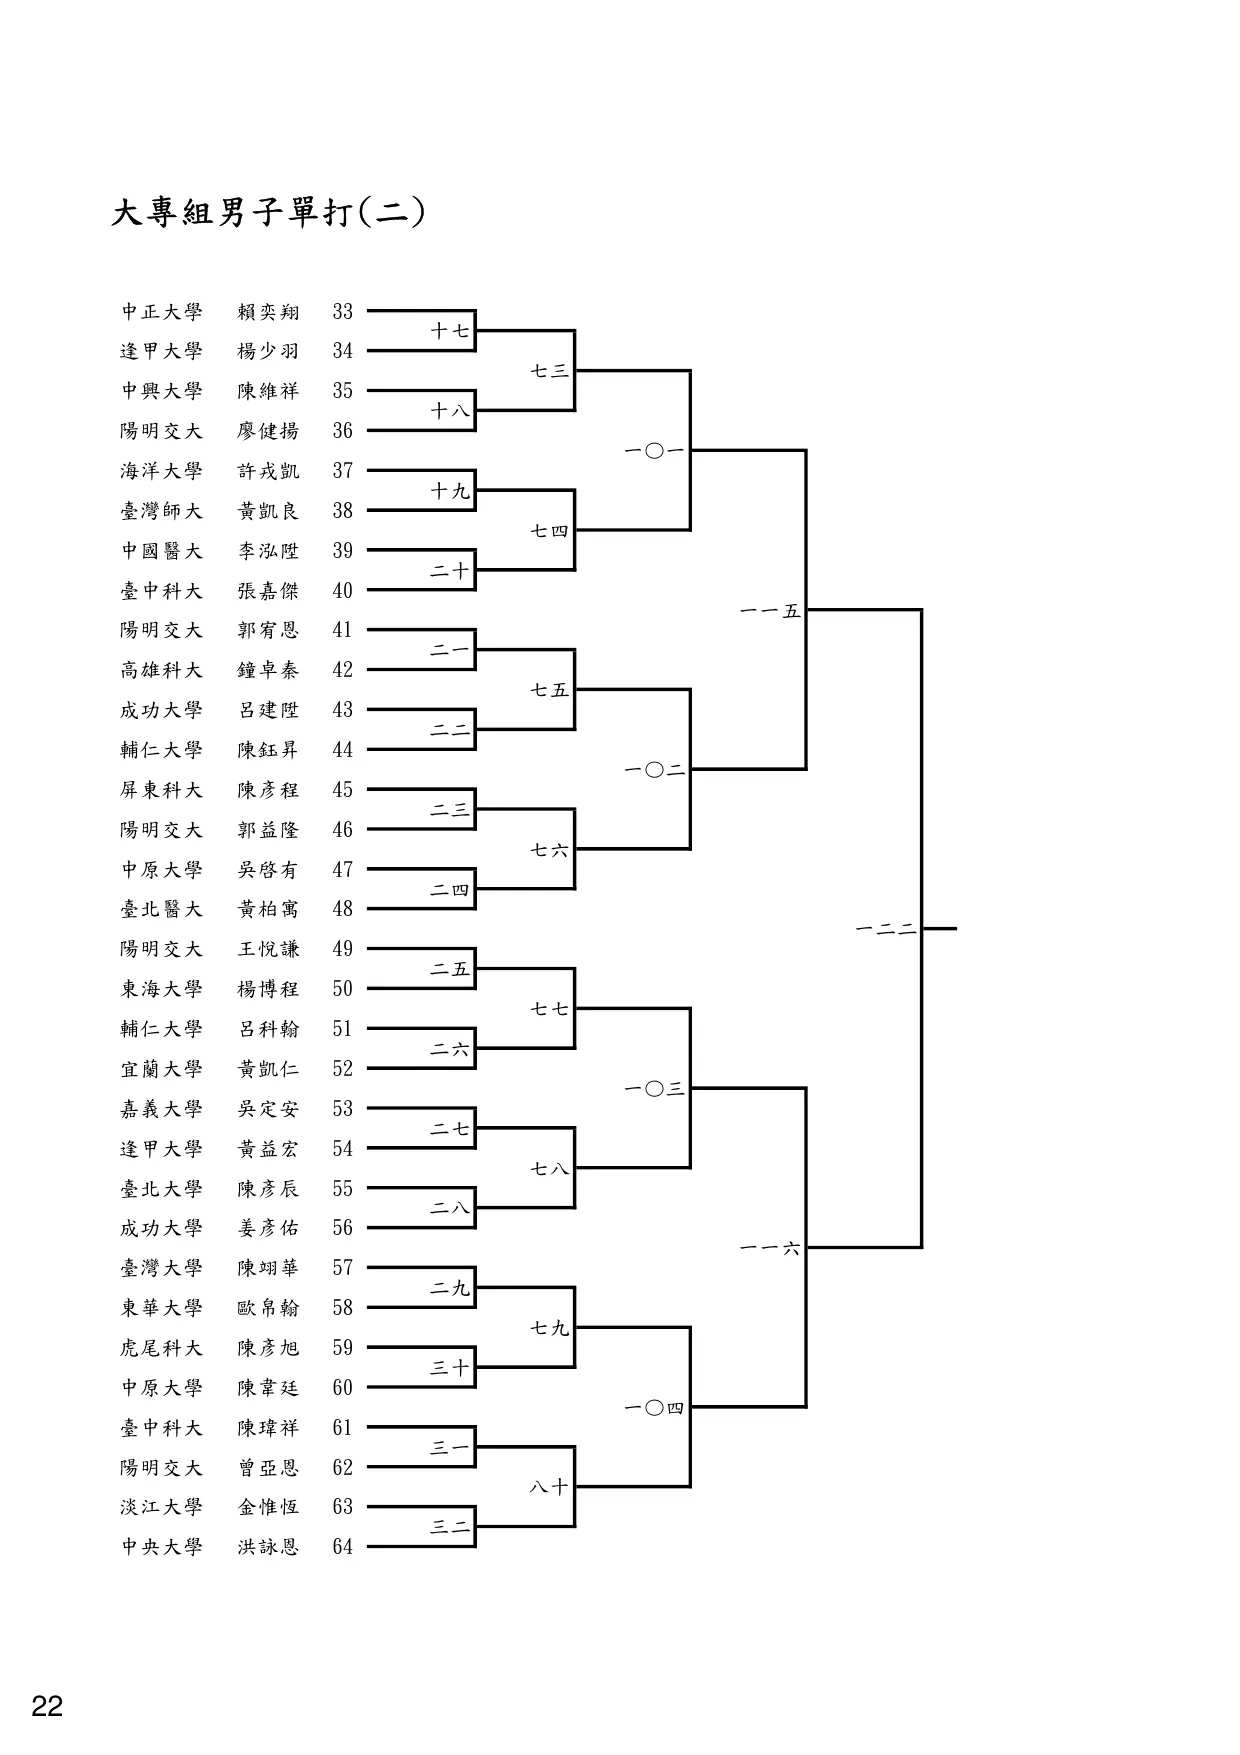 大專組男子單打(二)
中正大學 賴奕翔 33
十七
逢甲大學 楊少羽 34
七三
中興大學 陳維祥 35
十八
陽明交大 廖健揚 36
一〇一
海洋大學 許戎凱 37
十九
臺灣師大 黃凱良 38
七四
中國醫大 李泓陞 39
二十
臺中科大 張嘉傑 40
一一五
陽明交大 郭宥恩 41
二一
高雄科大 鐘卓秦 42
七五
成功大學 呂建陞 43
二二
輔仁大學 陳鈺昇 44
一〇二
屏東科大 陳彥程 45
二三
陽明交大 郭益隆 46
七六
中原大學 吳啓有 47
二四
臺北醫大 黃柏寓 48
一二二
陽明交大 王悅謙 49
二五
東海大學 楊博程 50
七七
輔仁大學 呂科翰 51
二六
宜蘭大學 黃凱仁 52
一〇三
嘉義大學 吳定安 53
二七
逢甲大學 黃益宏 54
七八
臺北大學 陳彥辰 55
二八
成功大學 姜彥佑 56
一一六
臺灣大學 陳翊華 57
二九
東華大學 歐帛翰 58
七九
虎尾科大 陳彥旭 59
三十
中原大學 陳韋廷 60
一〇四
臺中科大 陳瑋祥 61
三一
陽明交大 曾亞恩 62
八十
淡江大學 金惟恆 63
三二
中央大學 洪詠恩 64
22